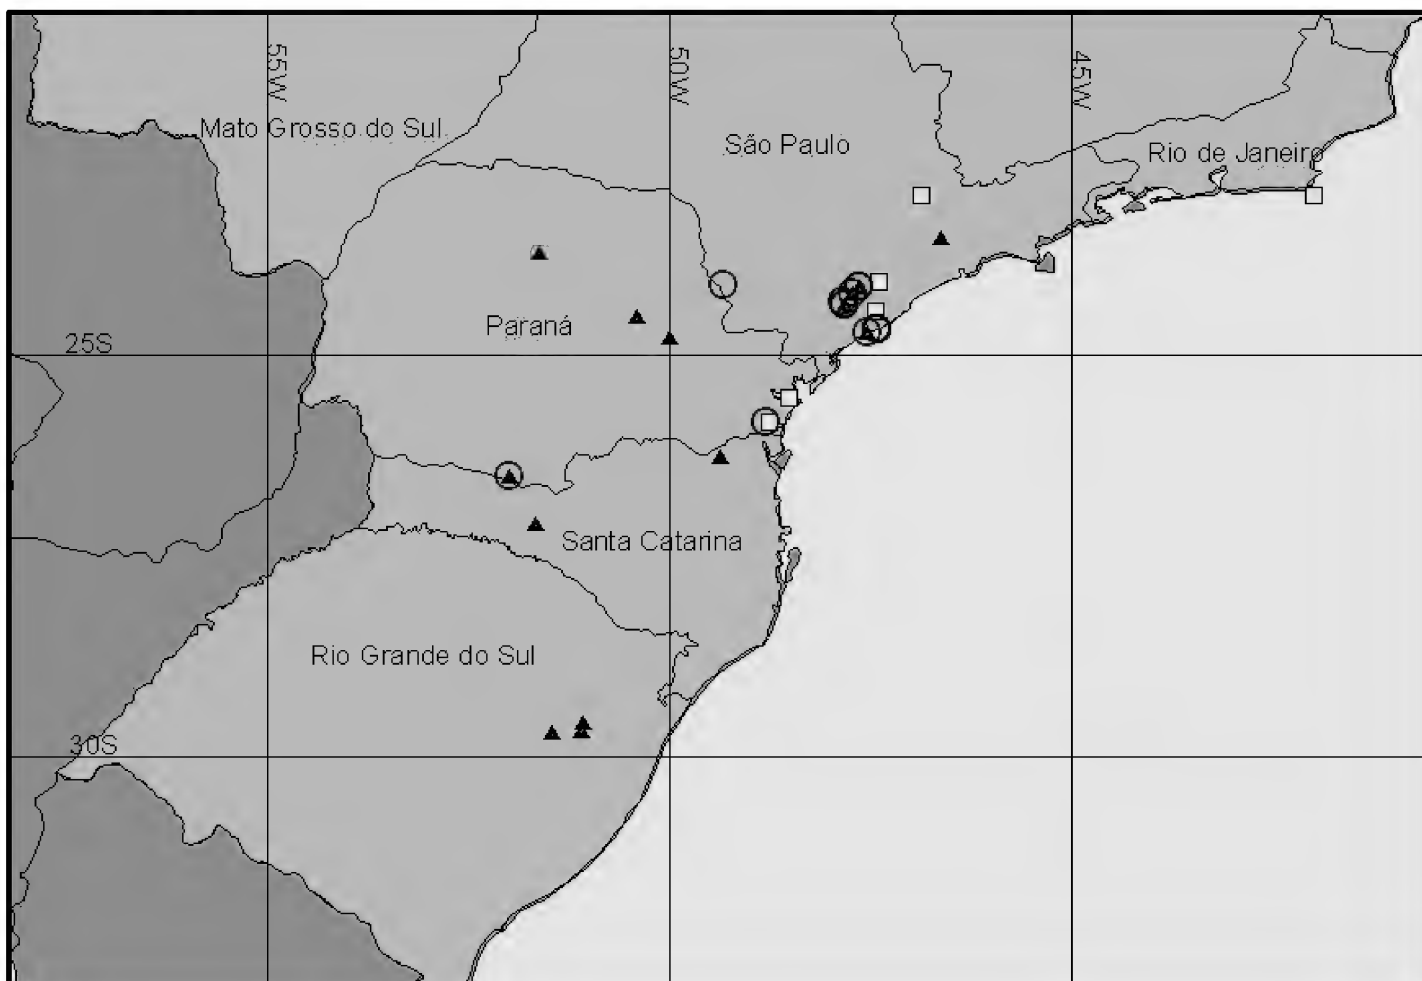 55W
50W
45W
Mato Grosso do Sul
São Paulo
Rio de Janeiro
Paraná
25S
Santa Catarina
Rio Grande do Sul
30S